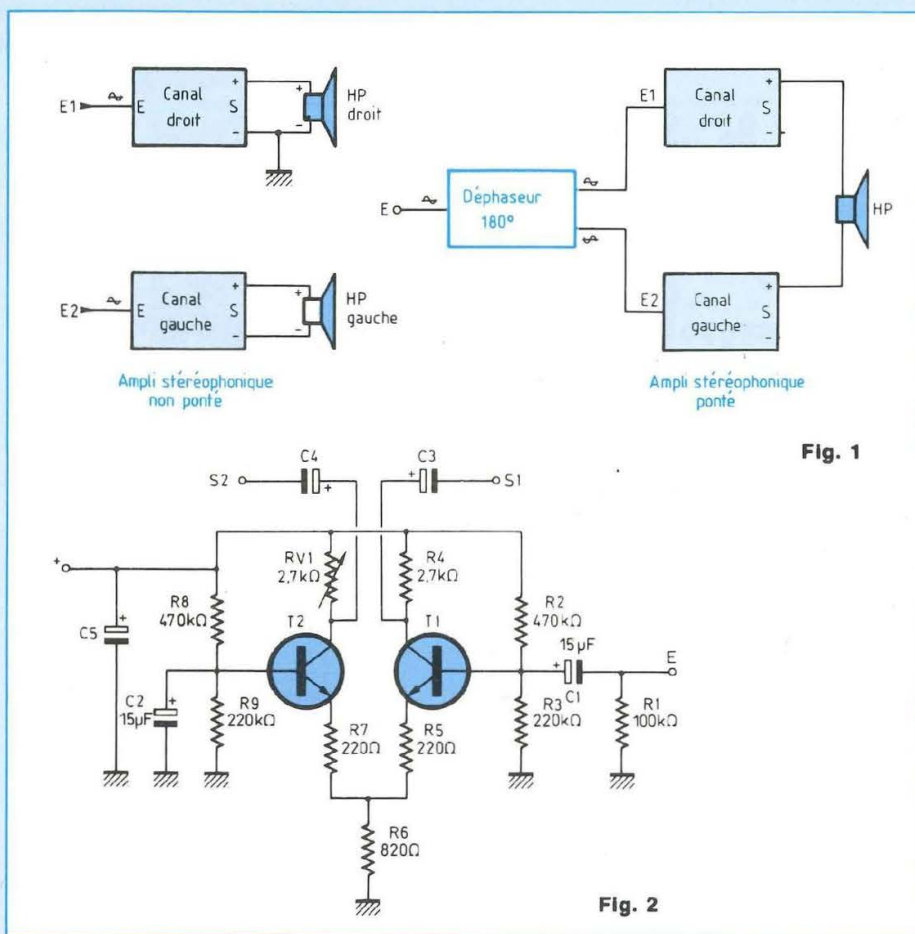 E1
E
Canal
droit
+
S
-
+
-
HP
droit
E2
E
Canal
gauche
+
S
-
+
-
HP
gauche
Ampli stéréophonique
non ponté
E
Déphaseur
180°
E1
Canal
droit
+
S
-
HP
E2
Canal
gauche
+
S
-
Ampli stéréophonique
ponté
Fig. 1
S2
C4
+
C3
+
S1
+
C5
+
R8
470kΩ
RV1
2,7kΩ
R4
2,7kΩ
R2
470kΩ
T2
T1
15µF
+
C1
E
C2
15µF
+
R9
220kΩ
R7
220Ω
R5
220Ω
R3
220kΩ
R1
100kΩ
R6
820Ω
Fig. 2